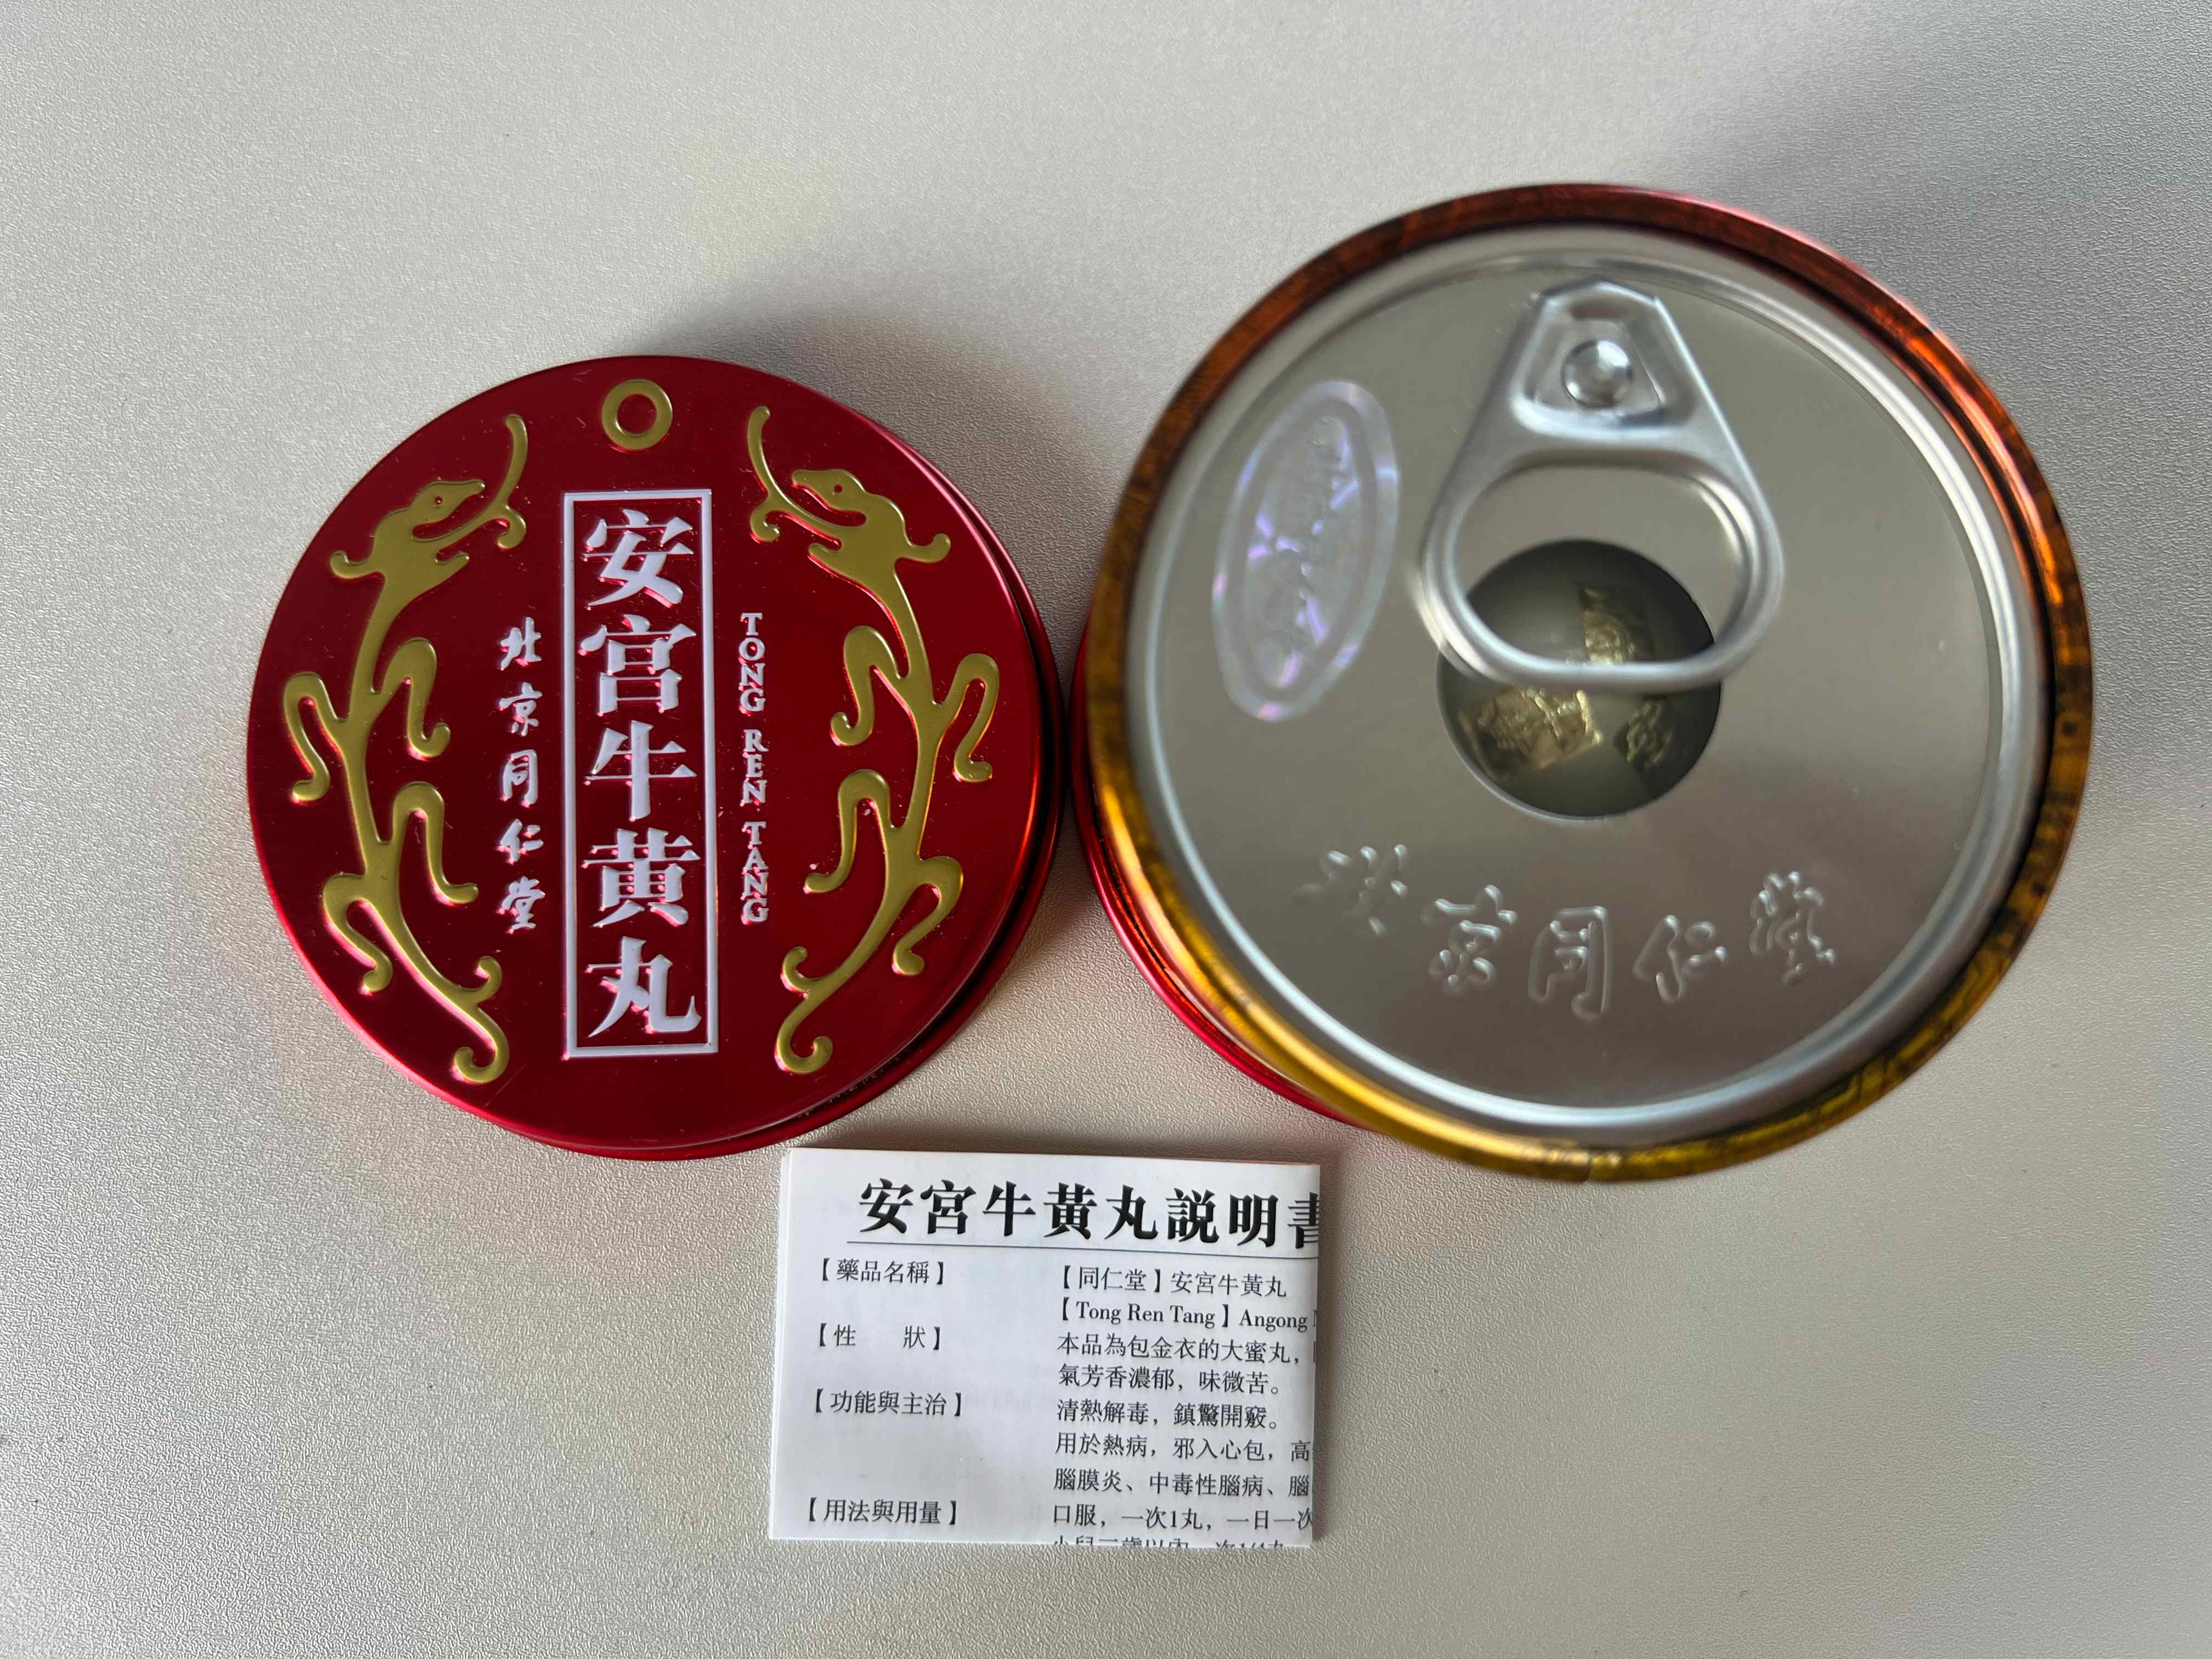 北京同仁堂
安宫牛黄丸
TONG REN TANG
北京同仁堂
安宮牛黃丸説明書
【藥品名稱】
【同仁堂】安宮牛黃丸
【Tong Ren Tang】Angong
【性 狀】
本品為包金衣的大蜜丸，
氣芳香濃郁，味微苦。
【功能與主治】
清熱解毒，鎮驚開竅。
用於熱病，邪入心包，高
腦膜炎、中毒性腦病、腦
【用法與用量】
口服，一次1丸，一日一次